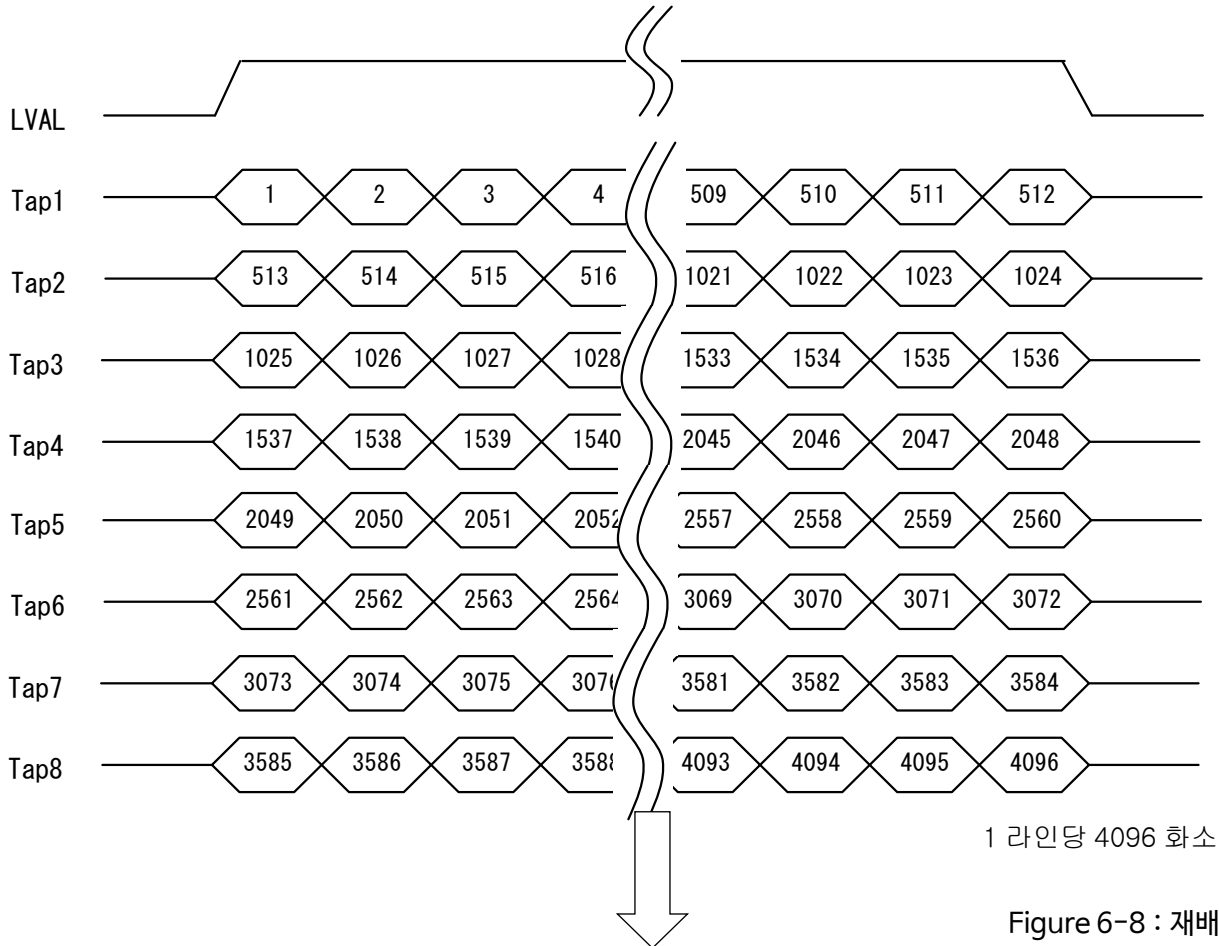 LVAL
Tap1 1 2 3 4 509 510 511 512
Tap2 513 514 515 516 1021 1022 1023 1024
Tap3 1025 1026 1027 1028 1533 1534 1535 1536
Tap4 1537 1538 1539 1540 2045 2046 2047 2048
Tap5 2049 2050 2051 2052 2557 2558 2559 2560
Tap6 2561 2562 2563 2564 3069 3070 3071 3072
Tap7 3073 3074 3075 3076 3581 3582 3583 3584
Tap8 3585 3586 3587 3588 4093 4094 4095 4096
1 라인당 4096 화소
Figure 6-8 : 재배